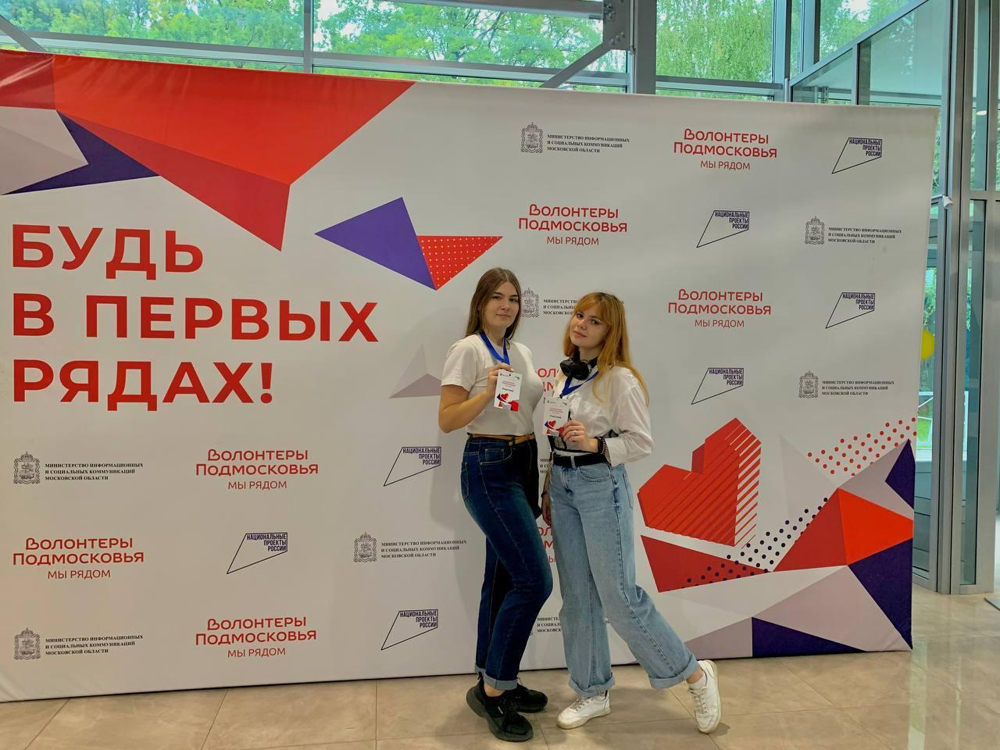 БУДЬ
В ПЕРВЫХ
РЯДАХ!
МИНИСТЕРСТВО ИНФОРМАЦИОННЫХ
И СОЦИАЛЬНЫХ КОММУНИКАЦИЙ
МОСКОВСКОЙ ОБЛАСТИ
ВОЛОНТЕРЫ
ПОДМОСКОВЬЯ
МЫ РЯДОМ
НАЦИОНАЛЬНЫЕ
ПРОЕКТЫ
РОССИИ
ВОЛОНТЕРЫ
ПОДМОСКОВЬЯ
МЫ РЯДОМ
НАЦИОНАЛЬНЫЕ
ПРОЕКТЫ
РОССИИ
МИНИСТЕРСТВО ИНФОРМАЦИОННЫХ
И СОЦИАЛЬНЫХ КОММУНИКАЦИЙ
МОСКОВСКОЙ ОБЛАСТИ
ВОЛОНТЕРЫ
ПОДМОСКОВЬЯ
МЫ РЯДОМ
НАЦИОНАЛЬНЫЕ
ПРОЕКТЫ
РОССИИ
НАЦИОНАЛЬНЫЕ
ПРОЕКТЫ
РОССИИ
МИНИСТЕРСТВО ИНФОРМАЦИОННЫХ
И СОЦИАЛЬНЫХ КОММУНИКАЦИЙ
МОСКОВСКОЙ ОБЛАСТИ
МИНИСТЕРСТВО ИНФОРМАЦИОННЫХ
И СОЦИАЛЬНЫХ КОММУНИКАЦИЙ
МОСКОВСКОЙ ОБЛАСТИ
ВОЛОНТЕРЫ
ПОДМОСКОВЬЯ
МЫ РЯДОМ
НАЦИОНАЛЬНЫЕ
ПРОЕКТЫ
РОССИИ
ВОЛОНТЕРЫ
ПОДМОСКОВЬЯ
МЫ РЯДОМ
НАЦИОНАЛЬНЫЕ
ПРОЕКТЫ
РОССИИ
МИНИСТЕРСТВО ИНФОРМАЦИОННЫХ
И СОЦИАЛЬНЫХ КОММУНИКАЦИЙ
МОСКОВСКОЙ ОБЛАСТИ
МИНИСТЕРСТВО ИНФОРМАЦИОННЫХ
И СОЦИАЛЬНЫХ КОММУНИКАЦИЙ
МОСКОВСКОЙ ОБЛАСТИ
ВОЛОНТЕРЫ
ПОДМОСКОВЬЯ
МЫ РЯДОМ
НАЦИОНАЛЬНЫЕ
ПРОЕКТЫ
РОССИИ